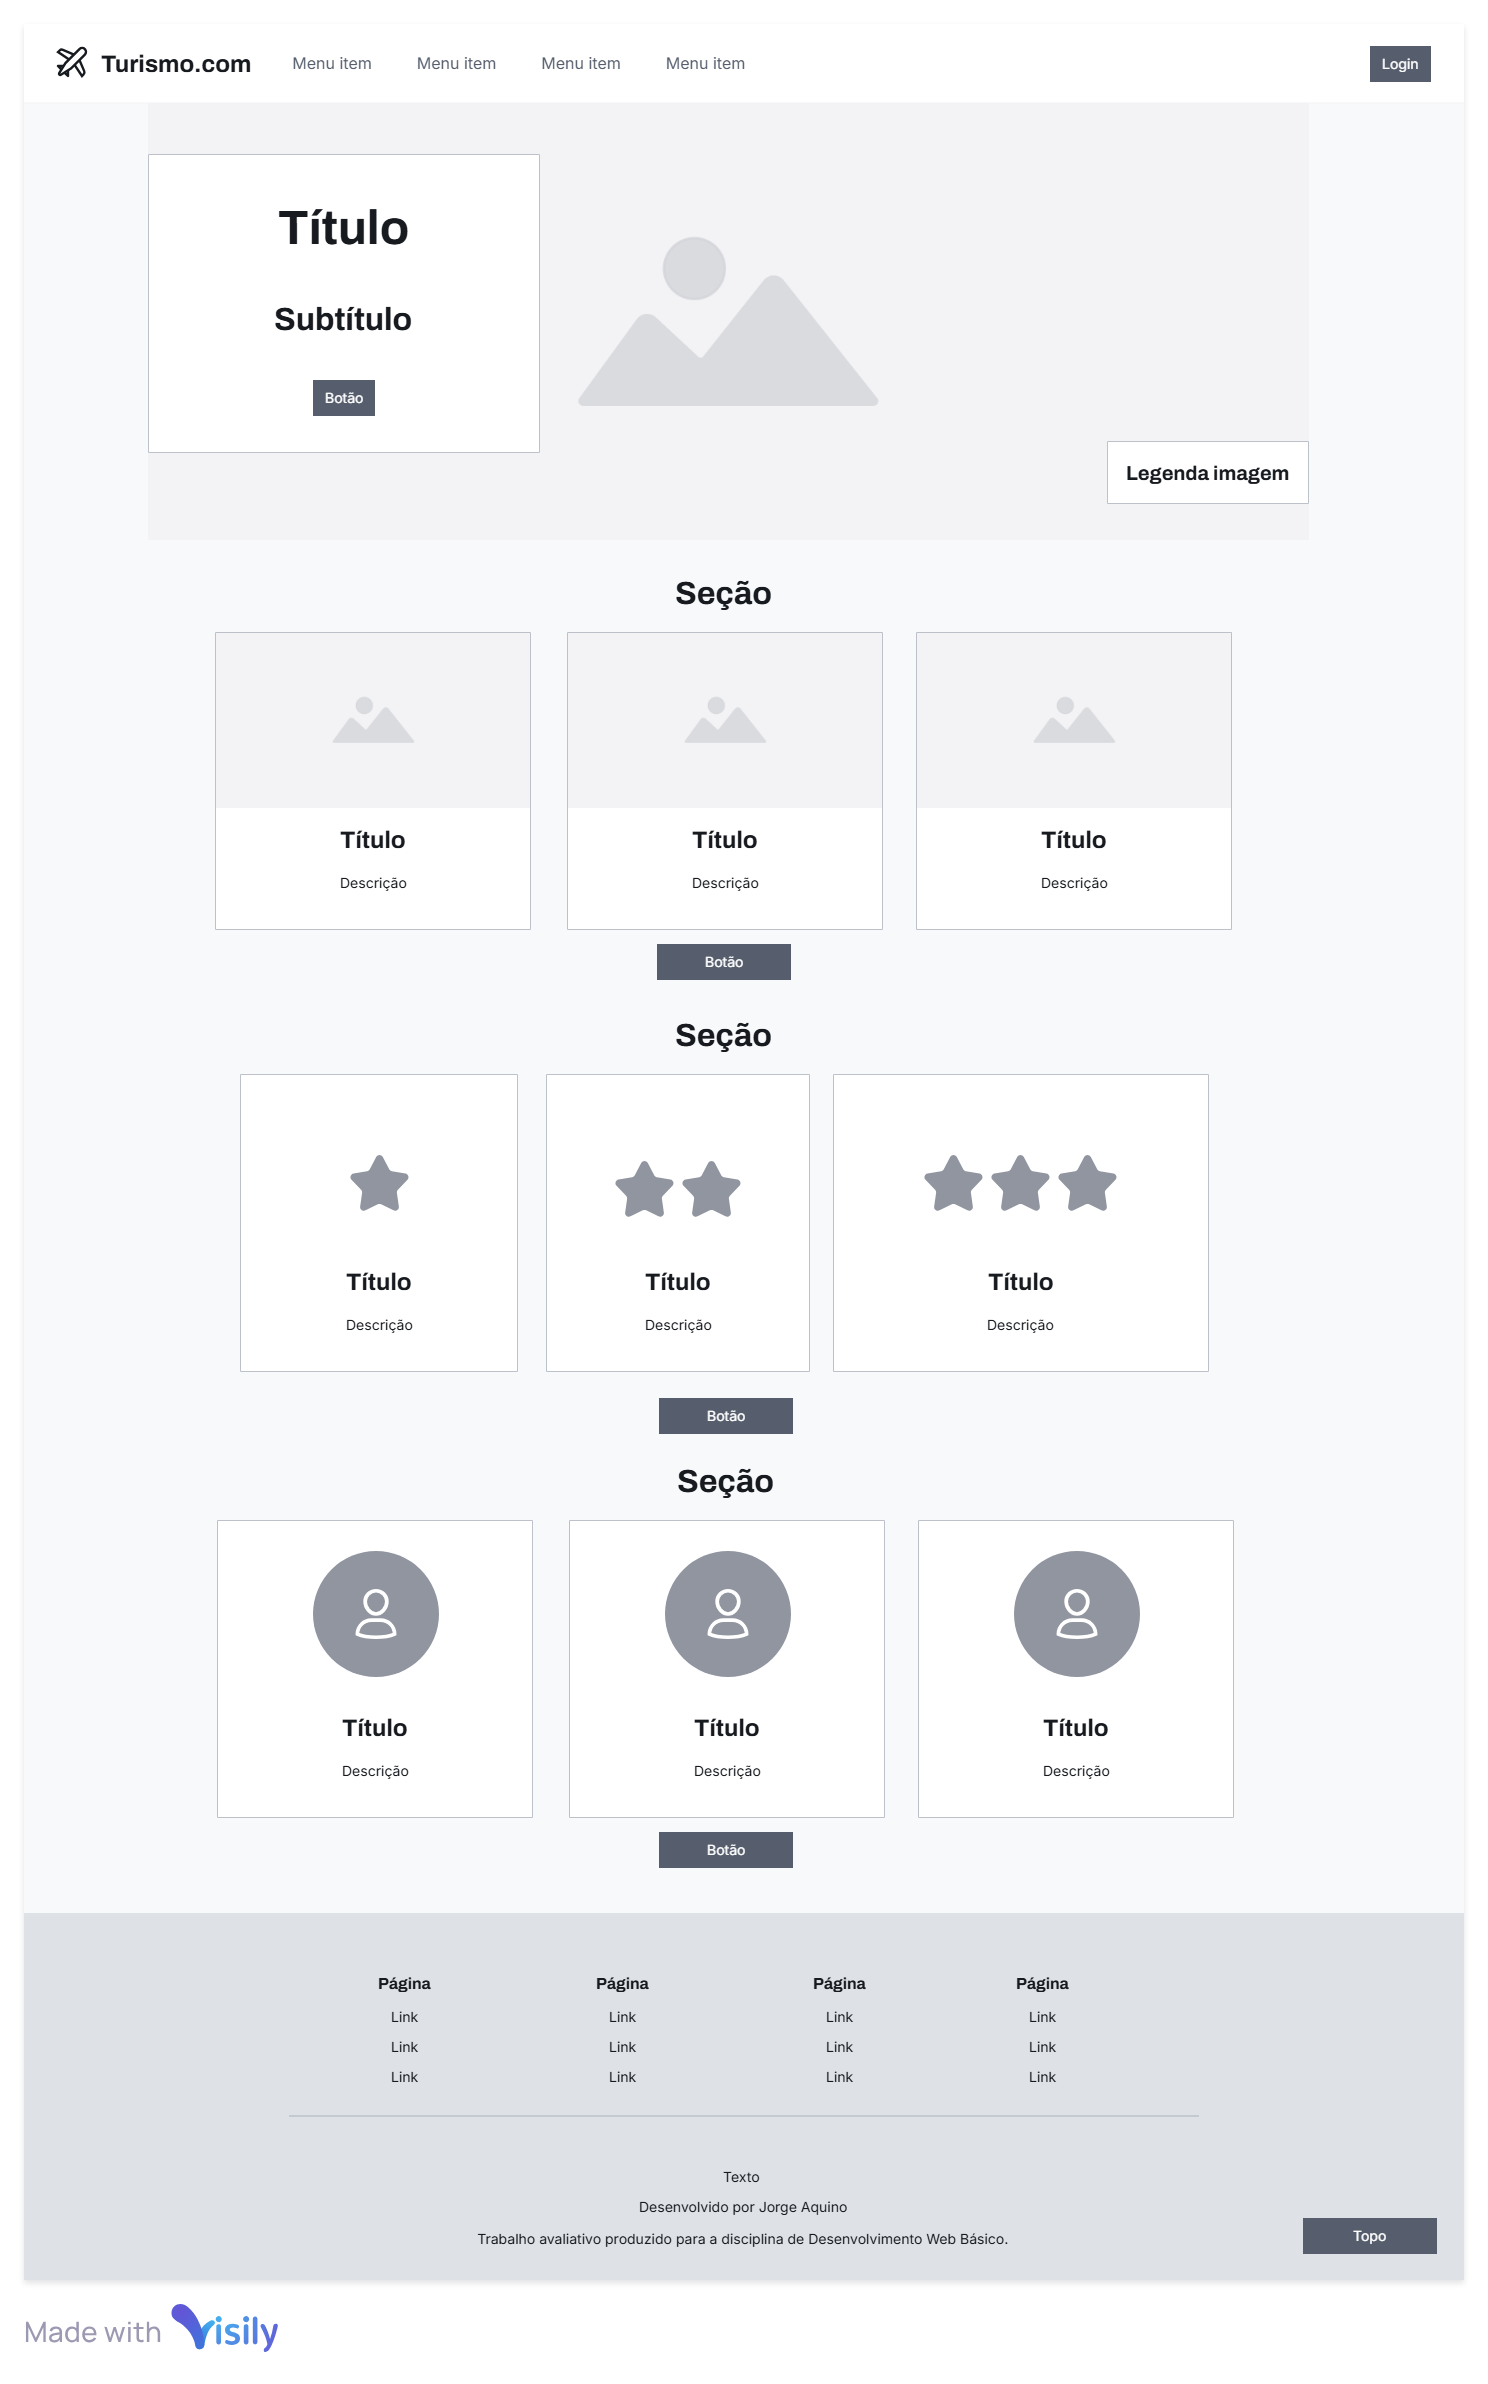 Turismo.com Menu item Menu item Menu item Menu item Login
Título
Subtítulo
Botão
Legenda imagem
Seção
Título Título Título
Descrição Descrição Descrição
Botão
Seção
Título Título Título
Descrição Descrição Descrição
Botão
Seção
Título Título Título
Descrição Descrição Descrição
Botão
Página Página Página Página
Link Link Link Link
Link Link Link Link
Link Link Link Link
Texto
Desenvolvido por Jorge Aquino
Trabalho avaliativo produzido para a disciplina de Desenvolvimento Web Básico.
Topo
Made with Visily